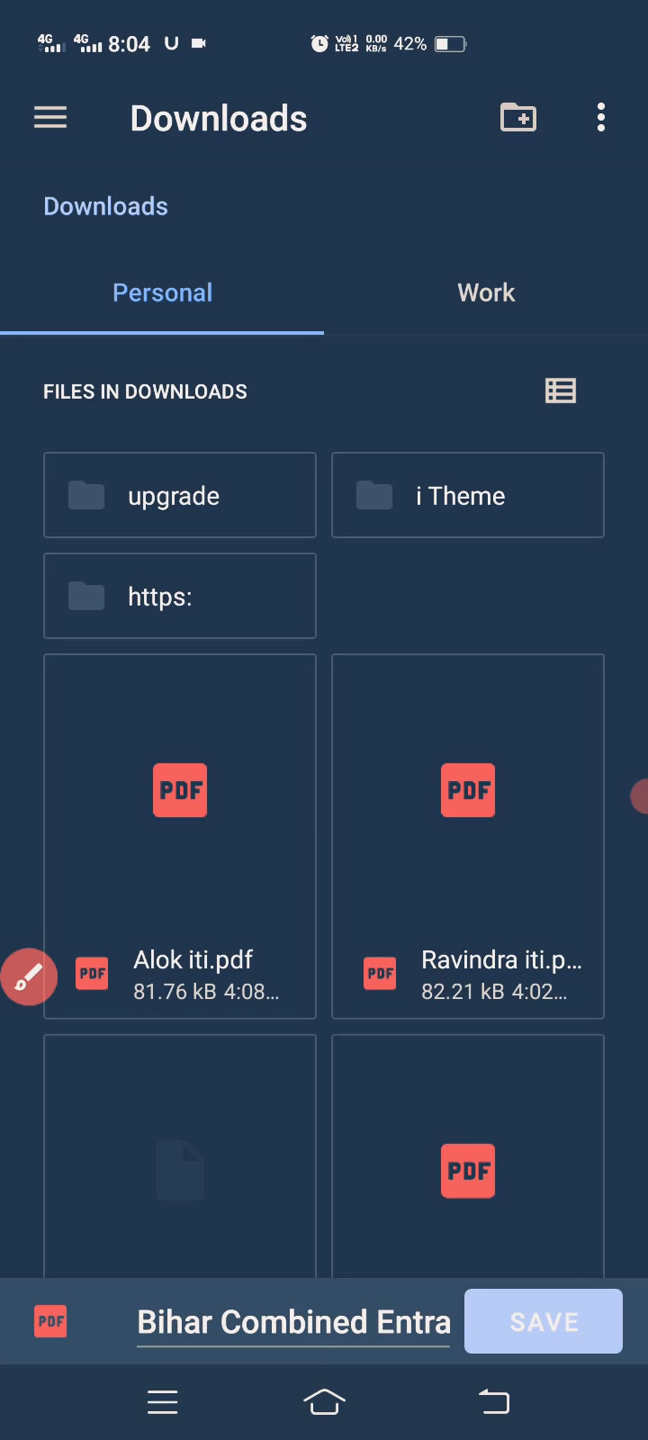 4G 4G 8:04 U Vo)) 1 LTE2 0.00 KB/s 42%
Downloads
Downloads
Personal Work
FILES IN DOWNLOADS
upgrade i Theme
https:
PDF PDF
PDF Alok iti.pdf PDF Ravindra iti.p...
81.76 kB 4:08... 82.21 kB 4:02...
PDF
PDF Bihar Combined Entra SAVE